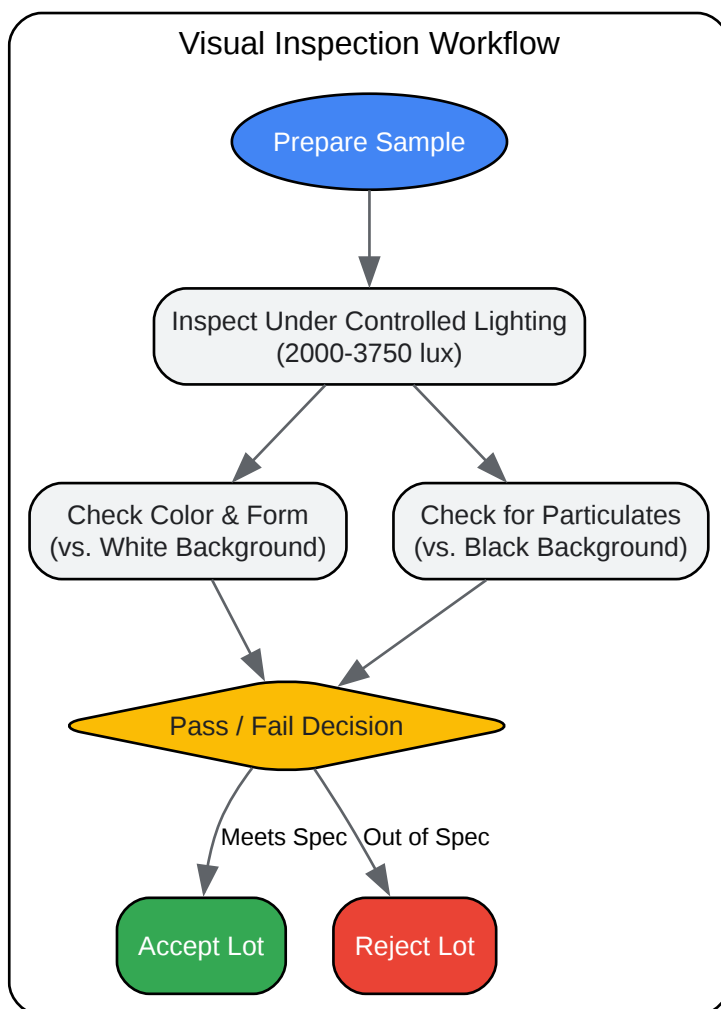 Visual Inspection Workflow
Prepare Sample
Inspect Under Controlled Lighting
(2000-3750 lux)
Check Color & Form
(vs. White Background)
Check for Particulates
(vs. Black Background)
Pass / Fail Decision
Meets Spec
Out of Spec
Accept Lot
Reject Lot